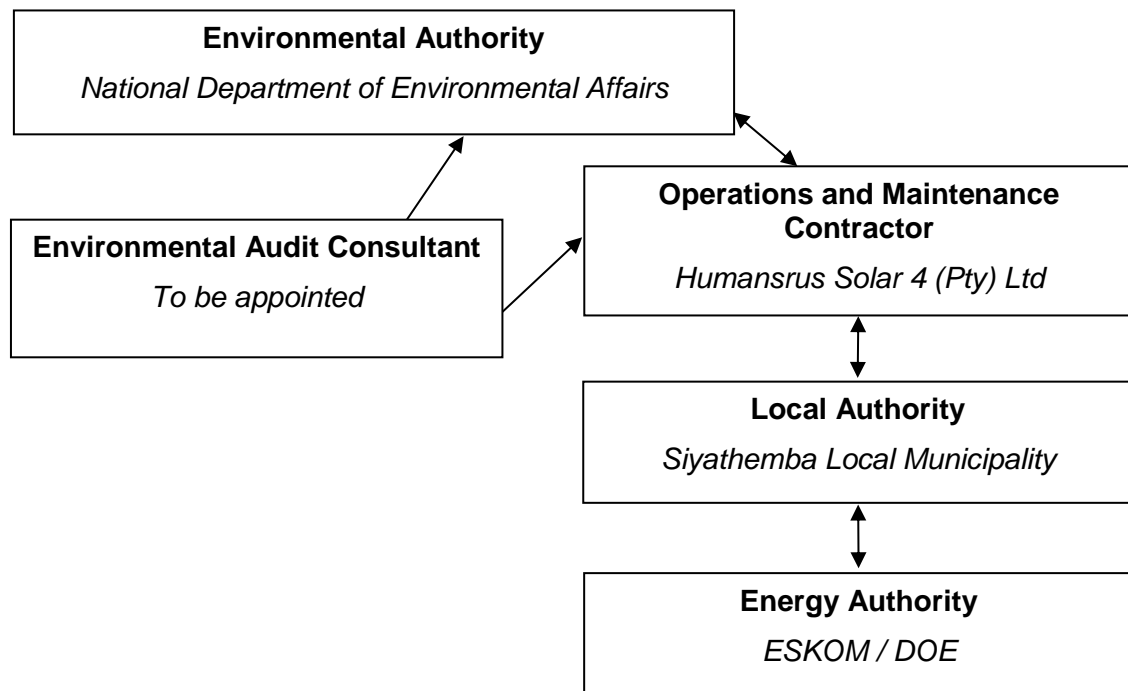 Environmental Authority
National Department of Environmental Affairs
Operations and Maintenance
Contractor
Humansrus Solar 4 (Pty) Ltd
Environmental Audit Consultant
To be appointed
Local Authority
Siyathemba Local Municipality
Energy Authority
ESKOM / DOE